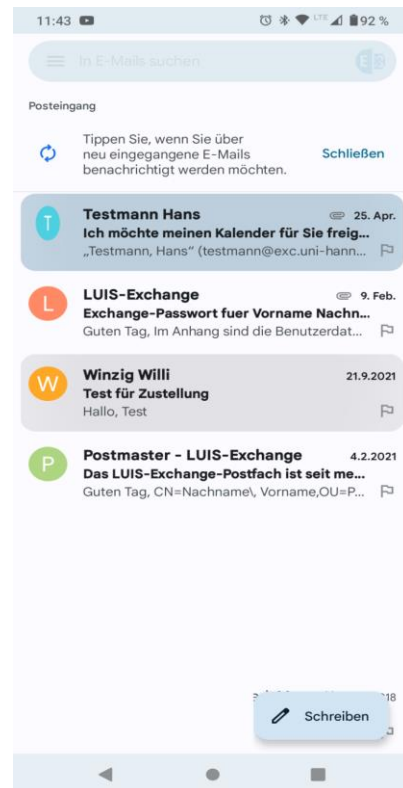 11:43 LTE 92 %
In E-Mails suchen
Posteingang
Tippen Sie, wenn Sie über
neu eingegangene E-Mails
benachrichtigt werden möchten.
Schließen
T
Testmann Hans 25. Apr.
Ich möchte meinen Kalender für Sie freig...
„Testmann, Hans“ (testmann@exc.uni-hann...
L
LUIS-Exchange 9. Feb.
Exchange-Passwort fuer Vorname Nachn...
Guten Tag, Im Anhang sind die Benutzerdat...
W
Winzig Willi 21.9.2021
Test für Zustellung
Hallo, Test
P
Postmaster - LUIS-Exchange 4.2.2021
Das LUIS-Exchange-Postfach ist seit me...
Guten Tag, CN=Nachname\, Vorname,OU=P...
Schreiben